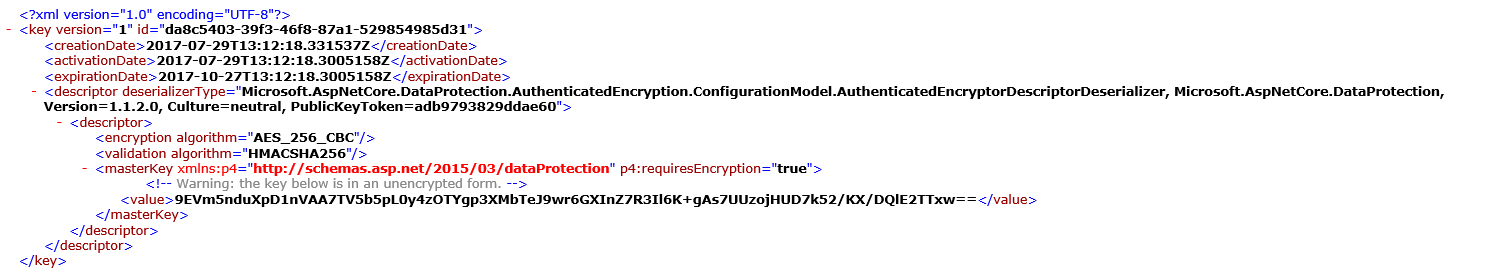 <?xml version="1.0" encoding="UTF-8"?>
- <key version="1" id="da8c5403-39f3-46f8-87a1-529854985d31">
<creationDate>2017-07-29T13:12:18.331537Z</creationDate>
<activationDate>2017-07-29T13:12:18.3005158Z</activationDate>
<expirationDate>2017-10-27T13:12:18.3005158Z</expirationDate>
- <descriptor deserializerType="Microsoft.AspNetCore.DataProtection.AuthenticatedEncryption.ConfigurationModel.AuthenticatedEncryptorDescriptorDeserializer, Microsoft.AspNetCore.DataProtection,
Version=1.1.2.0, Culture=neutral, PublicKeyToken=adb9793829ddae60">
- <descriptor>
<encryption algorithm="AES_256_CBC"/>
<validation algorithm="HMACSHA256"/>
- <masterKey xmlns:p4="http://schemas.asp.net/2015/03/dataProtection" p4:requiresEncryption="true">
<!-- Warning: the key below is in an unencrypted form. -->
<value>9EVm5nduXpD1nVAA7TV5b5pL0y4zOTYgp3XMbTeJ9wr6GXInZ7R3Il6K+gAs7UUzojHUD7k52/KX/DQlE2TTxw==</value>
</masterKey>
</descriptor>
</descriptor>
</key>